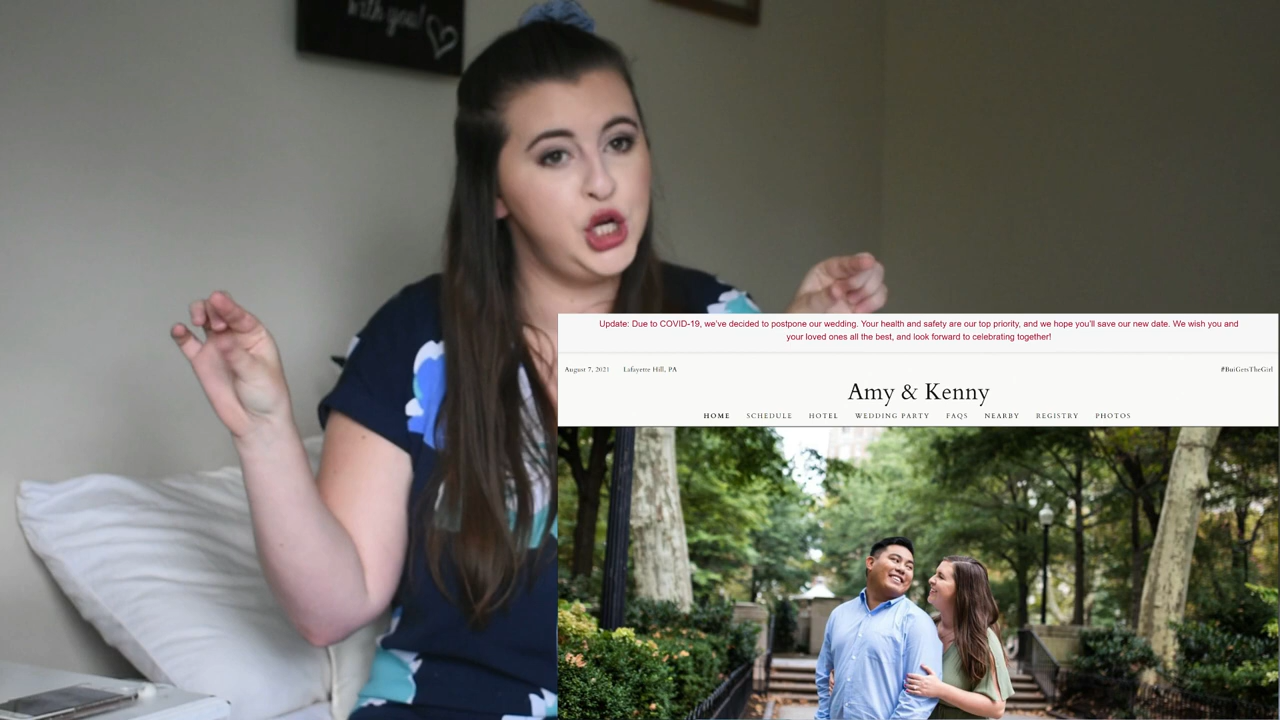 with you!
Update: Due to COVID-19, we've decided to postpone our wedding. Your health and safety are our top priority, and we hope you'll save our new date. We wish you and
your loved ones all the best, and look forward to celebrating together!
August 7, 2021 Lafayette Hill, PA #BuiGetsTheGirl
Amy & Kenny
HOME SCHEDULE HOTEL WEDDING PARTY FAQS NEARBY REGISTRY PHOTOS